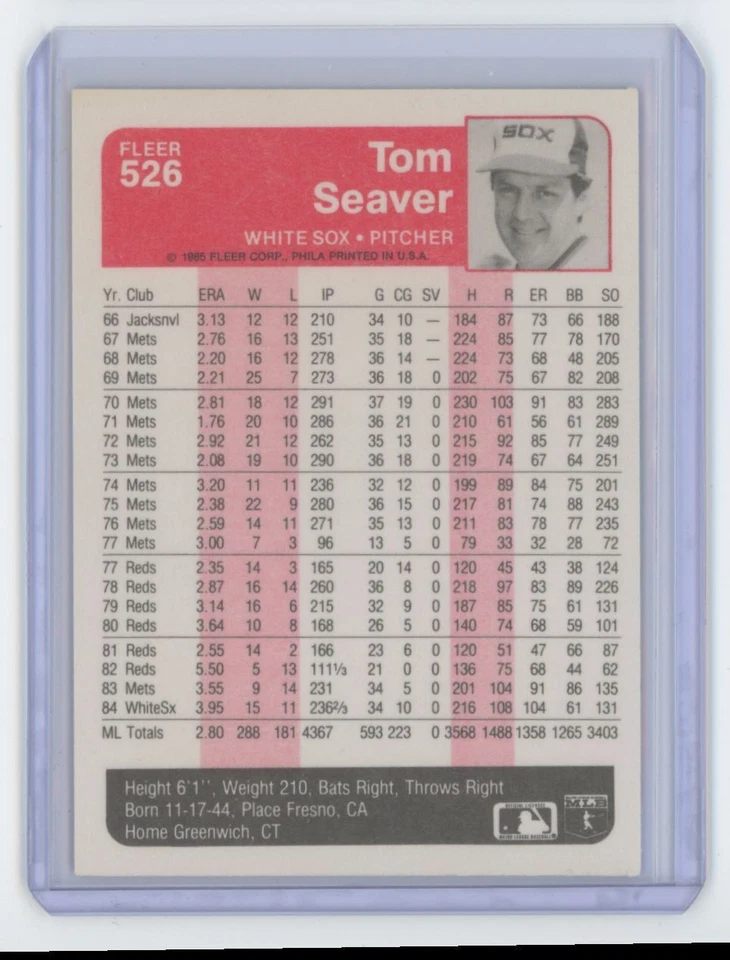 FLEER
526
Tom
Seaver
WHITE SOX • PITCHER
© 1985 FLEER CORP., PHILA PRINTED IN U.S.A.
SOX
Yr. Club ERA W L IP G CG SV H R ER BB SO
66 Jacksnvl 3.13 12 12 210 34 10 — 184 87 73 66 188
67 Mets 2.76 16 13 251 35 18 — 224 85 77 78 170
68 Mets 2.20 16 12 278 36 14 — 224 73 68 48 205
69 Mets 2.21 25 7 273 36 18 0 202 75 67 82 208
70 Mets 2.81 18 12 291 37 19 0 230 103 91 83 283
71 Mets 1.76 20 10 286 36 21 0 210 61 56 61 289
72 Mets 2.92 21 12 262 35 13 0 215 92 85 77 249
73 Mets 2.08 19 10 290 36 18 0 219 74 67 64 251
74 Mets 3.20 11 11 236 32 12 0 199 89 84 75 201
75 Mets 2.38 22 9 280 36 15 0 217 81 74 88 243
76 Mets 2.59 14 11 271 35 13 0 211 83 78 77 235
77 Mets 3.00 7 3 96 13 5 0 79 33 32 28 72
77 Reds 2.35 14 3 165 20 14 0 120 45 43 38 124
78 Reds 2.87 16 14 260 36 8 0 218 97 83 89 226
79 Reds 3.14 16 6 215 32 9 0 187 85 75 61 131
80 Reds 3.64 10 8 168 26 5 0 140 74 68 59 101
81 Reds 2.55 14 2 166 23 6 0 120 51 47 66 87
82 Reds 5.50 5 13 111⅓ 21 0 0 136 75 68 44 62
83 Mets 3.55 9 14 231 34 5 0 201 104 91 86 135
84 WhiteSx 3.95 15 11 236⅔ 34 10 0 216 108 104 61 131
ML Totals 2.80 288 181 4367 593 223 0 3568 1488 1358 1265 3403
Height 6'1'', Weight 210, Bats Right, Throws Right
Born 11-17-44, Place Fresno, CA
Home Greenwich, CT
MLB